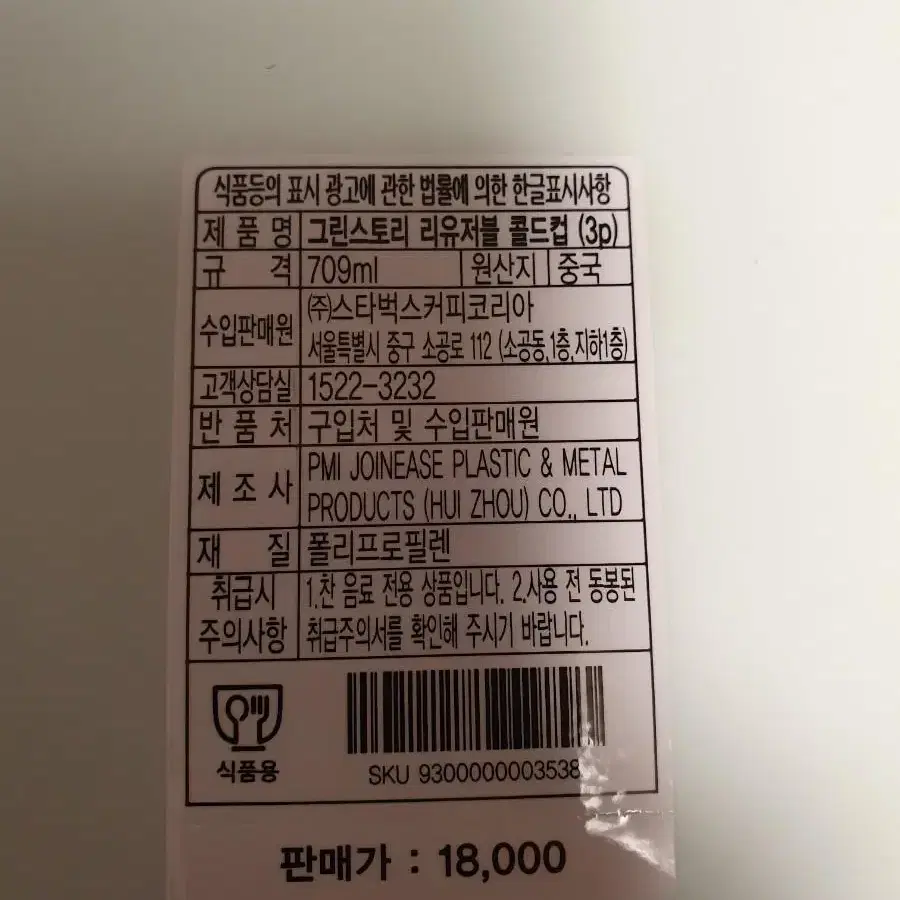 식품등의 표시 광고에 관한 법률에 의한 한글표시사항
제품명 그린스토리 리유저블 콜드컵 (3p)
규격 709ml 원산지 중국
수입판매원 (주)스타벅스커피코리아
서울특별시 중구 소공로 112 (소공동,1층,지하1층)
고객상담실 1522-3232
반품처 구입처 및 수입판매원
제조사 PMI JOINEASE PLASTIC & METAL
PRODUCTS (HUI ZHOU) CO., LTD
재질 폴리프로필렌
취급시 1.찬 음료 전용 상품입니다. 2.사용 전 동봉된
주의사항 취급주의서를 확인해 주시기 바랍니다.
식품용
SKU 9300000003538
판매가 : 18,000